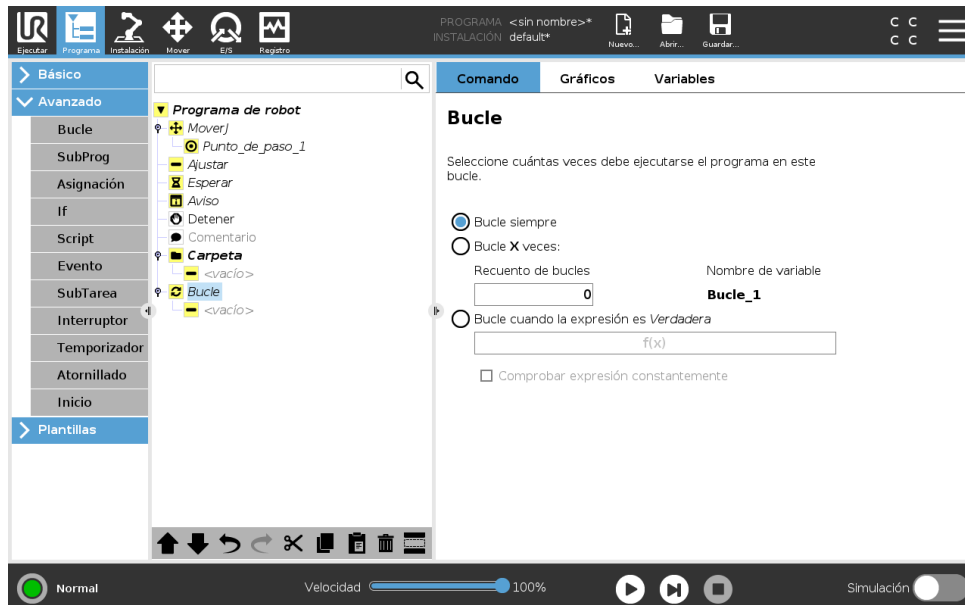 Ejecutar
Programa
Instalación
Mover
E/S
Registro
PROGRAMA <sin nombre>*
INSTALACIÓN default*
Nuevo...
Abrir...
Guardar...
C C
C C
Básico
Avanzado
Bucle
SubProg
Asignación
If
Script
Evento
SubTarea
Interruptor
Temporizador
Atornillado
Inicio
Plantillas
Programa de robot
MoverJ
Punto_de_paso_1
Ajustar
Esperar
Aviso
Detener
Comentario
Carpeta
<vacío>
Bucle
<vacío>
Comando Gráficos Variables
Bucle
Seleccione cuántas veces debe ejecutarse el programa en este
bucle.
Bucle siempre
Bucle X veces:
Recuento de bucles Nombre de variable
0 Bucle_1
Bucle cuando la expresión es Verdadera
f(x)
Comprobar expresión constantemente
Normal
Velocidad 100%
Simulación